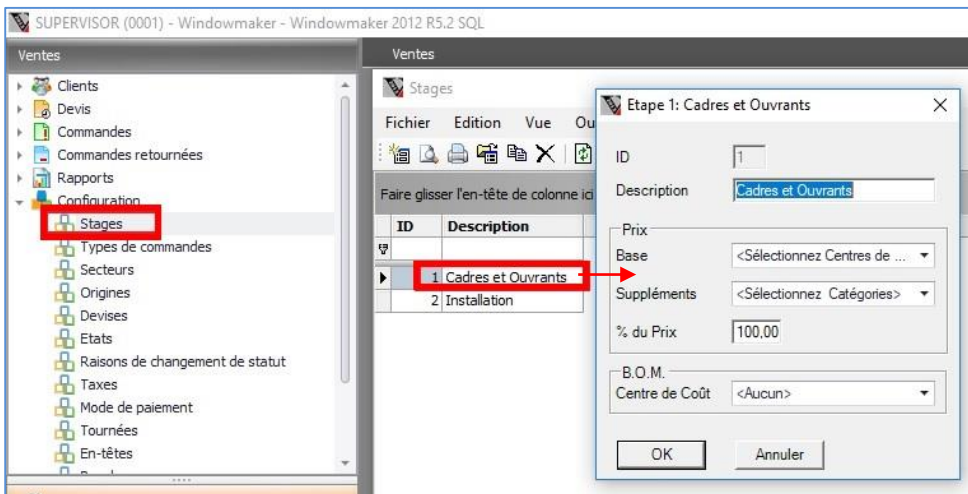 SUPERVISOR (0001) - Windowmaker - Windowmaker 2012 R5.2 SQL
Ventes
Clients
Devis
Commandes
Commandes retournées
Rapports
Configuration
Stages
Types de commandes
Secteurs
Origines
Devises
Etats
Raisons de changement de statut
Taxes
Mode de paiement
Tournées
En-têtes
Ventes
Stages
Fichier Edition Vue Ou
Faire glisser l'en-tête de colonne ici
ID Description
1 Cadres et Ouvrants
2 Installation
Etape 1: Cadres et Ouvrants
ID 1
Description Cadres et Ouvrants
Prix
Base <Sélectionnez Centres de ...
Suppléments <Sélectionnez Catégories>
% du Prix 100,00
B.O.M.
Centre de Coût <Aucun>
OK Annuler